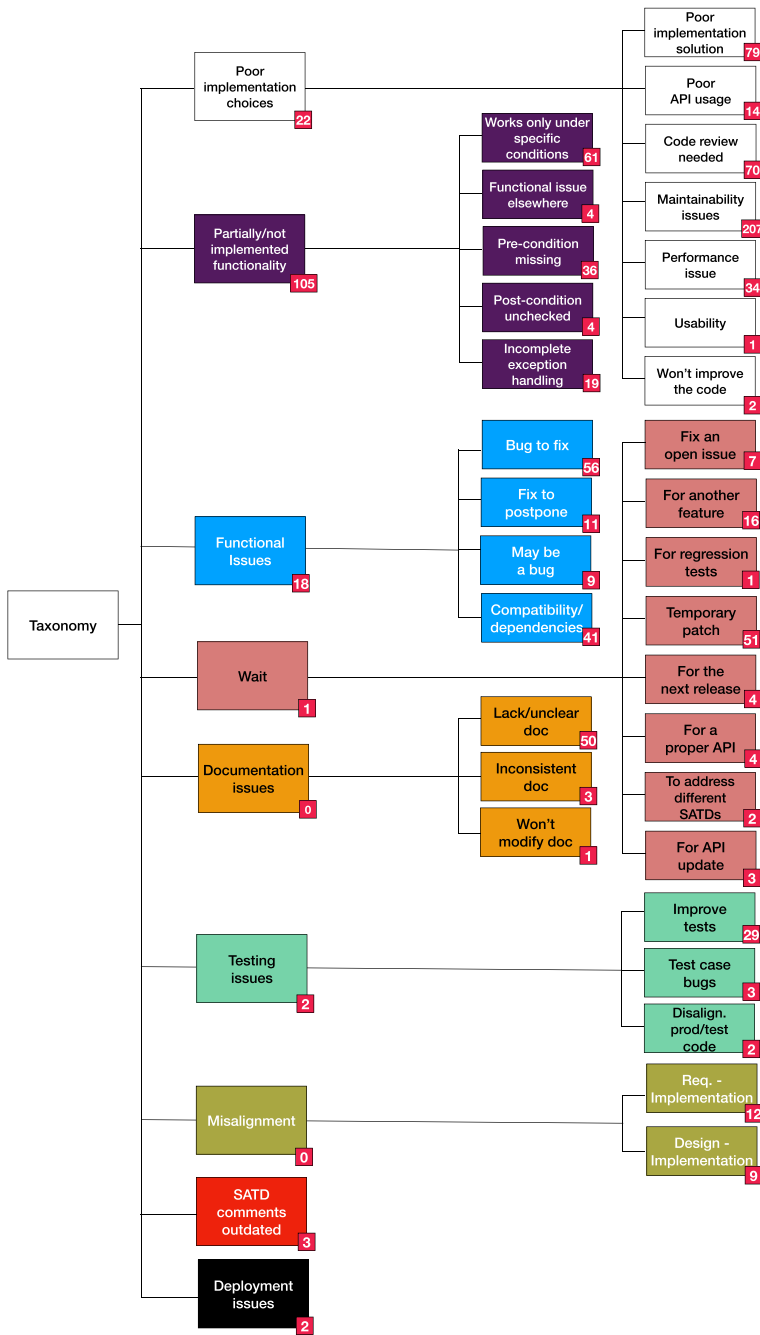 Taxonomy
Poor
implementation
choices
22
Poor
implementation
solution
79
Poor
API usage
14
Code review
needed
70
Maintainability
issues
207
Performance
issue
34
Usability
1
Won't improve
the code
2
Partially/not
implemented
functionality
105
Works only under
specific
conditions
61
Functional issue
elsewhere
4
Pre-condition
missing
36
Post-condition
unchecked
4
Incomplete
exception
handling
19
Functional
Issues
18
Bug to fix
56
Fix to
postpone
11
May be
a bug
9
Compatibility/
dependencies
41
Wait
1
Fix an
open issue
7
For another
feature
16
For regression
tests
1
Temporary
patch
51
For the
next release
4
For a
proper API
4
To address
different
SATDs
2
For API
update
3
Documentation
issues
0
Lack/unclear
doc
50
Inconsistent
doc
3
Won't
modify doc
1
Testing
issues
2
Improve
tests
29
Test case
bugs
3
Disalign.
prod/test
code
2
Misalignment
0
Req. -
Implementation
12
Design -
Implementation
9
SATD
comments
outdated
3
Deployment
issues
2